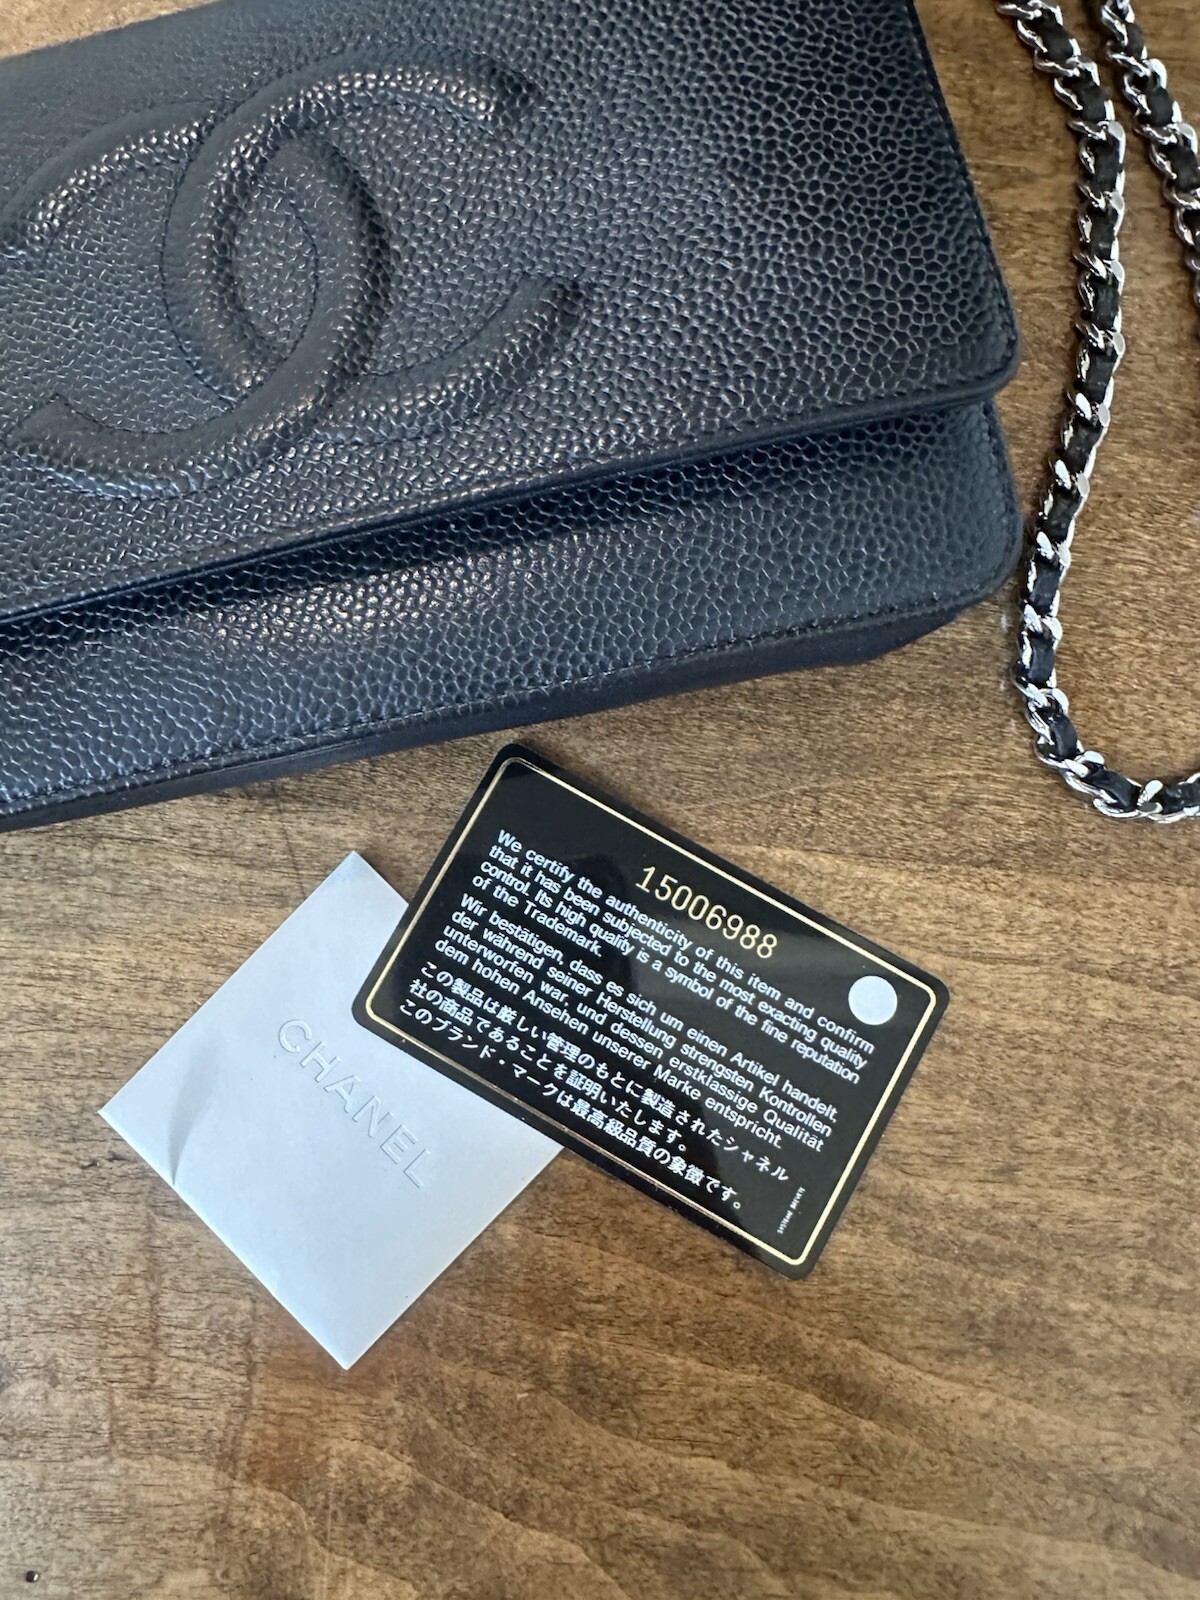 15006988
We certify the authenticity of this item and confirm
that it has been subjected to the most exacting quality
control. Its high quality is a symbol of the fine reputation
of the Trademark.
Wir bestätigen, dass es sich um einen Artikel handelt,
der während seiner Herstellung strengsten Kontrollen
unterworfen war, und dessen erstklassige Qualität
dem hohen Ansehen unserer Marke entspricht.
この製品は厳しい管理のもとに製造されたシャネル
社の商品であることを証明いたします。
このブランド・マークは最高級品質の象徴です。
SYSTEME BREVETE
CHANEL